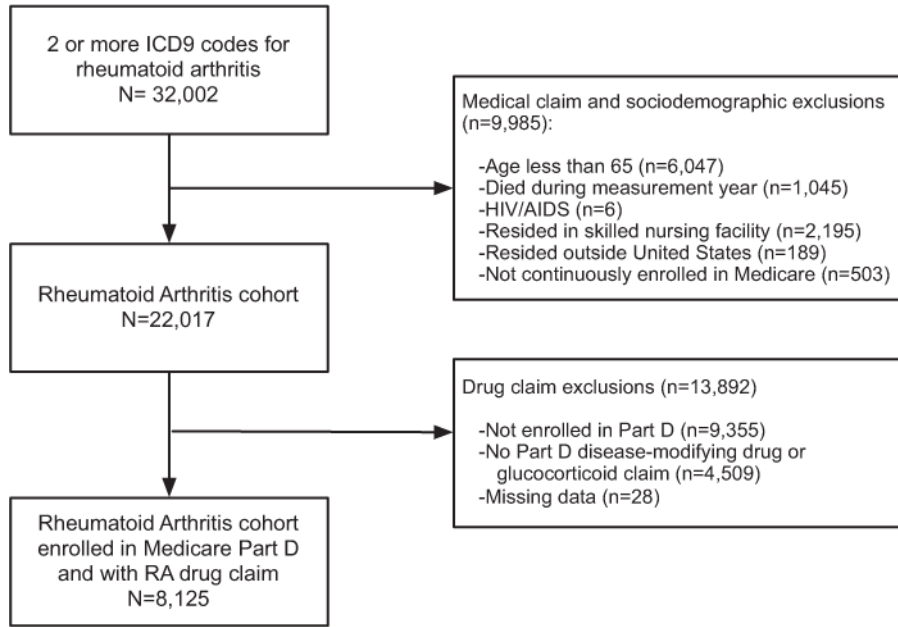 2 or more ICD9 codes for
rheumatoid arthritis
N= 32,002
Medical claim and sociodemographic exclusions
(n=9,985):
-Age less than 65 (n=6,047)
-Died during measurement year (n=1,045)
-HIV/AIDS (n=6)
-Resided in skilled nursing facility (n=2,195)
-Resided outside United States (n=189)
-Not continuously enrolled in Medicare (n=503)
Rheumatoid Arthritis cohort
N=22,017
Drug claim exclusions (n=13,892)
-Not enrolled in Part D (n=9,355)
-No Part D disease-modifying drug or
glucocorticoid claim (n=4,509)
-Missing data (n=28)
Rheumatoid Arthritis cohort
enrolled in Medicare Part D
and with RA drug claim
N=8,125